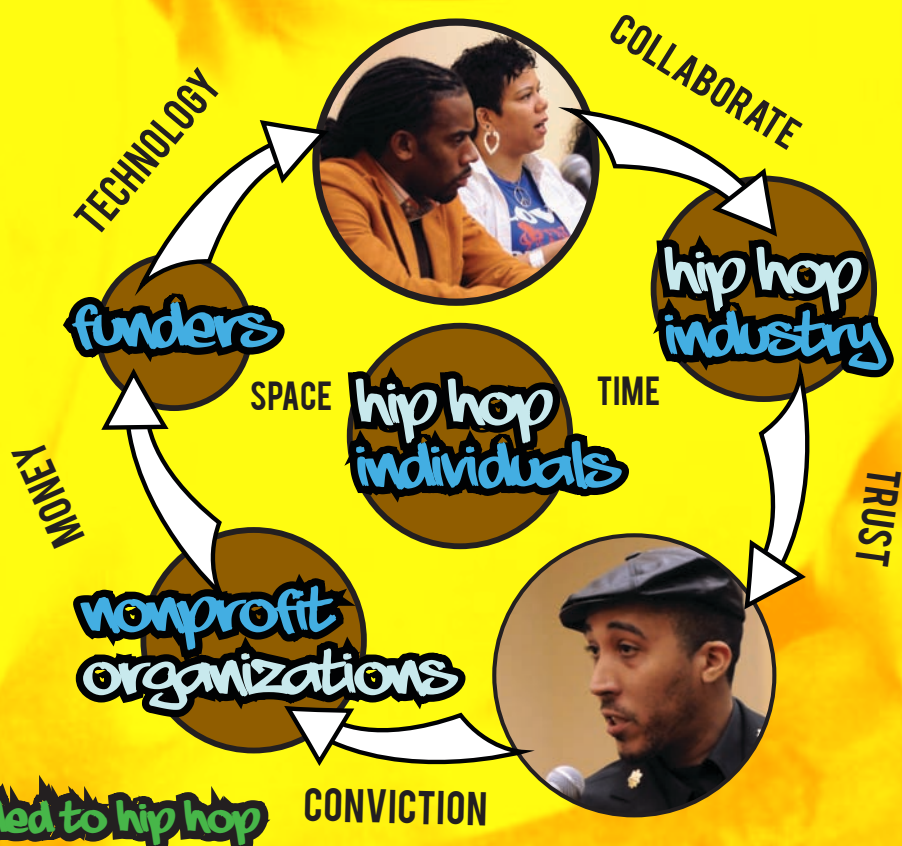 COLLABORATE
TECHNOLOGY
hip hop
industry
funders
SPACE
hip hop
individuals
TIME
MONEY
TRUST
nonprofit
organizations
to hip hop
CONVICTION